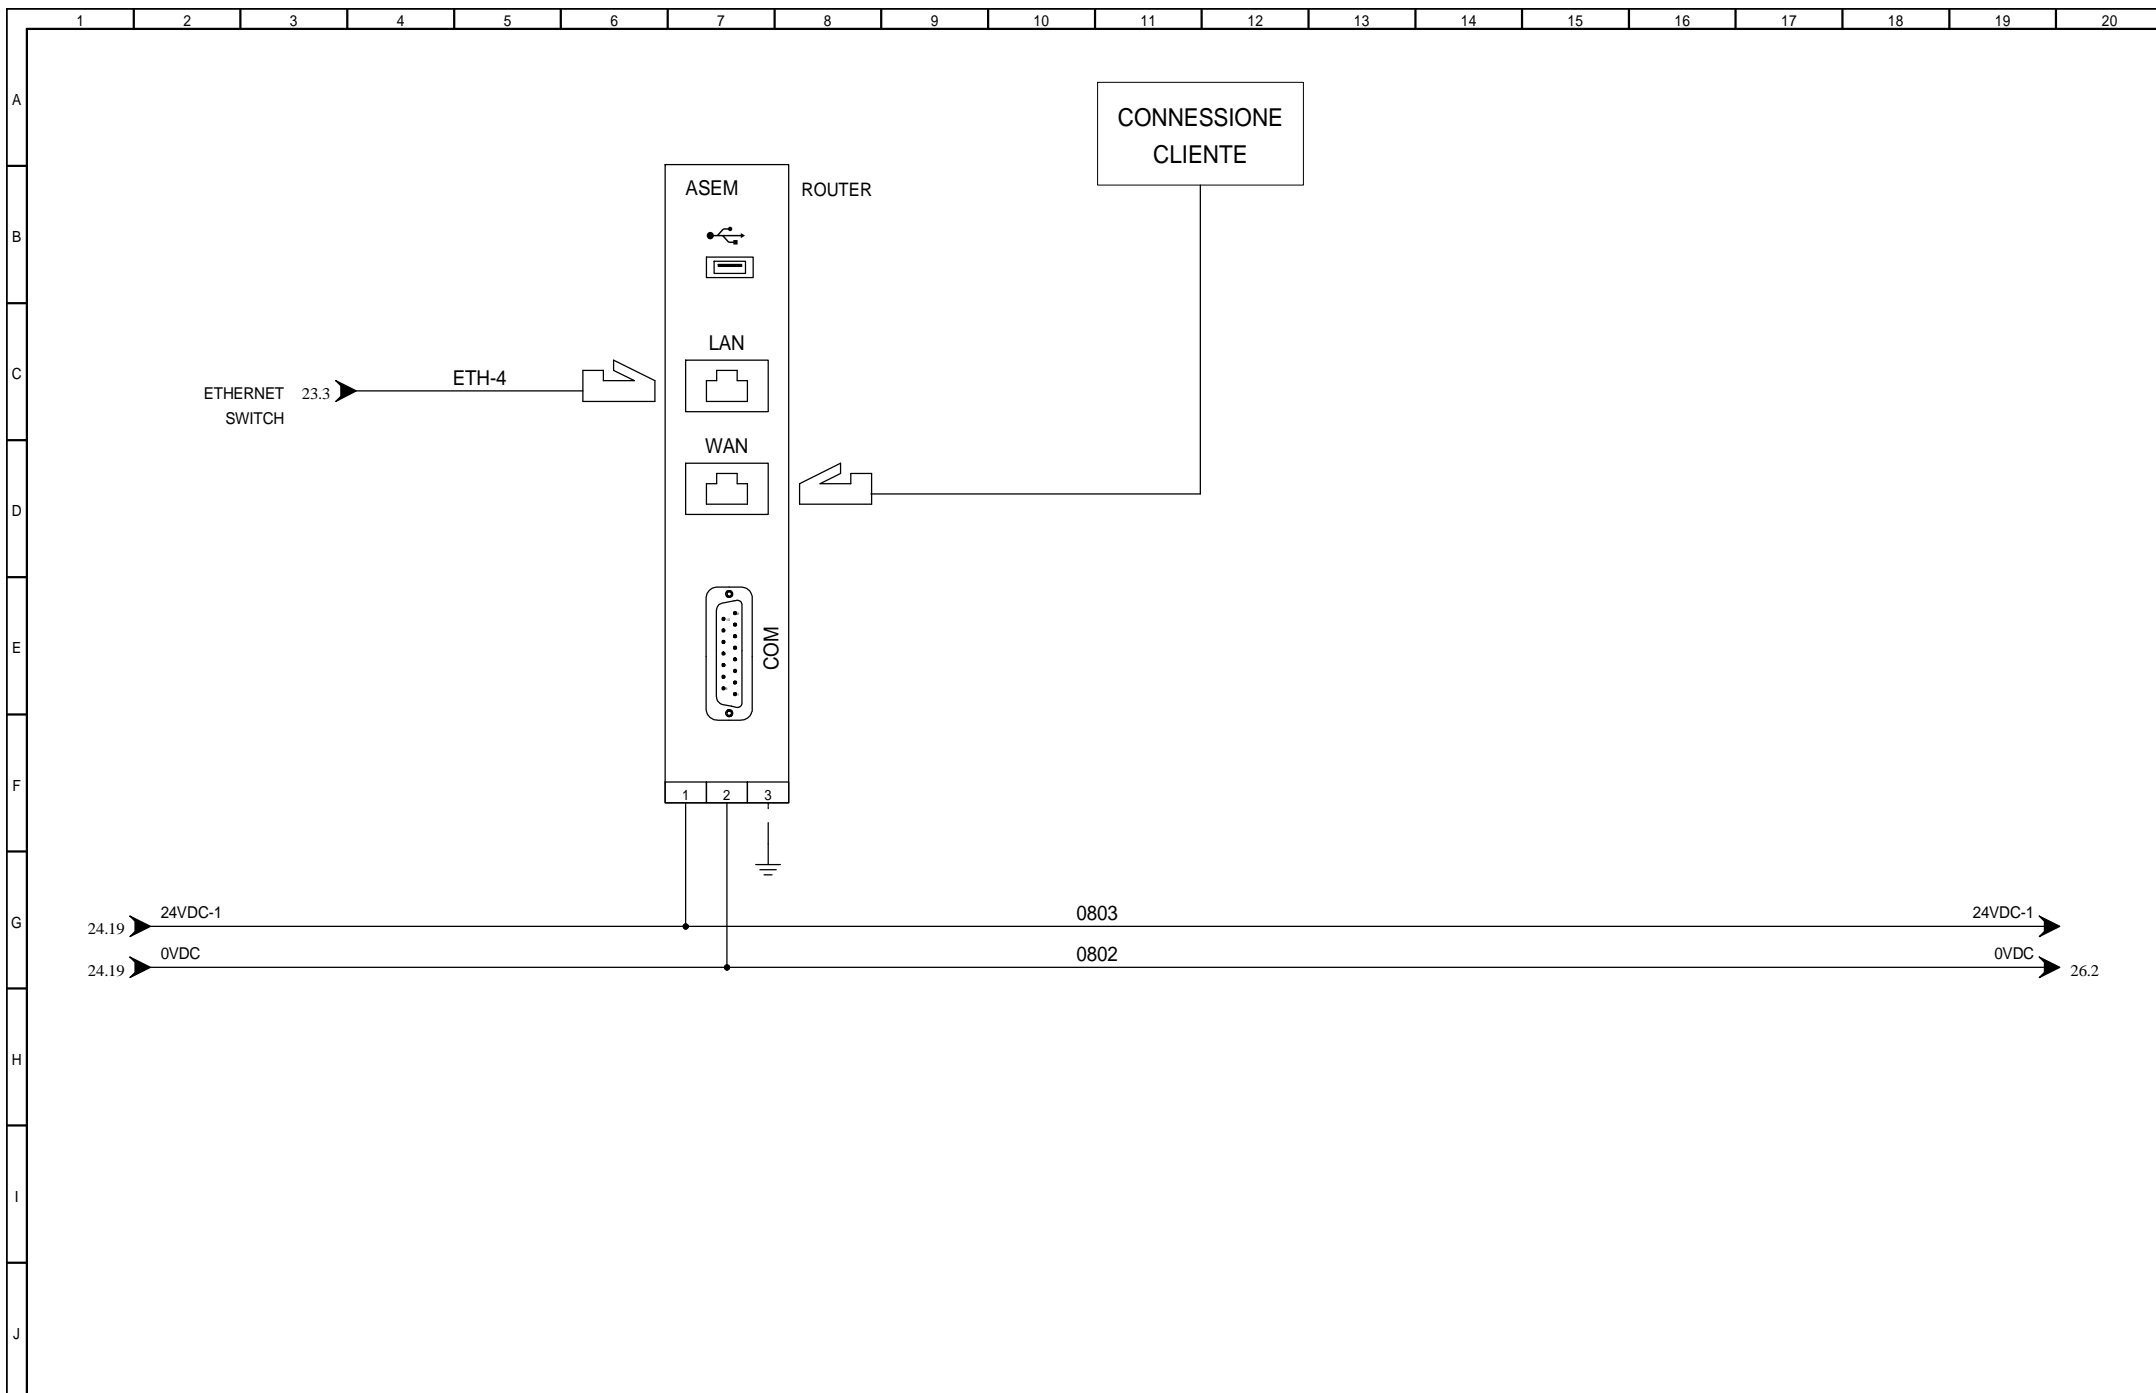 1 2 3 4 5 6 7 8 9 10 11 12 13 14 15 16 17 18 19 20
A
CONNESSIONE
CLIENTE
ASEM
ROUTER
B
LAN
C
ETH-4
ETHERNET 23.3
SWITCH
WAN
D
E
COM
F
1 2 3
G
24VDC-1 0803 24VDC-1
24.19
0VDC 0802 0VDC
24.19 26.2
H
I
J